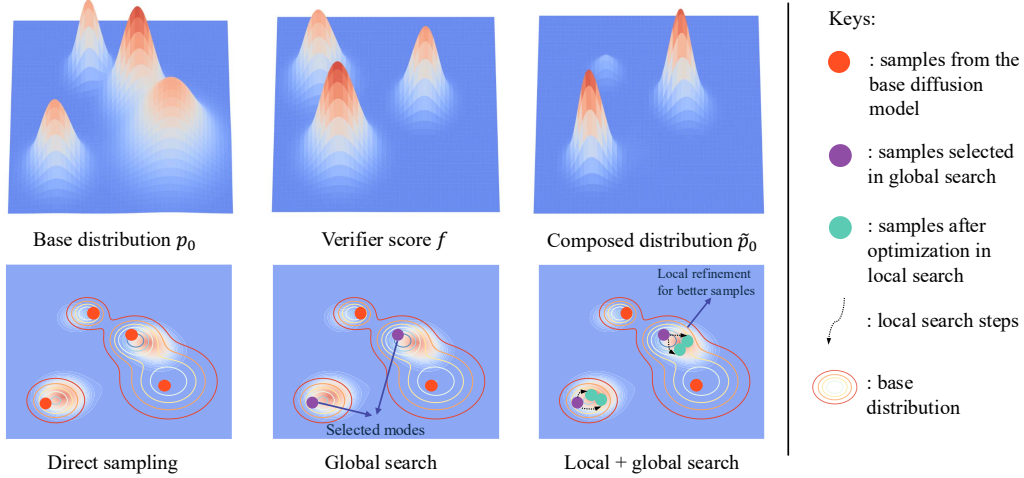 Base distribution p₀
Verifier score f
Composed distribution p̃₀
Local refinement
for better samples
Selected modes
Direct sampling
Global search
Local + global search
Keys:
: samples from the
base diffusion
model
: samples selected
in global search
: samples after
optimization in
local search
: local search steps
: base
distribution